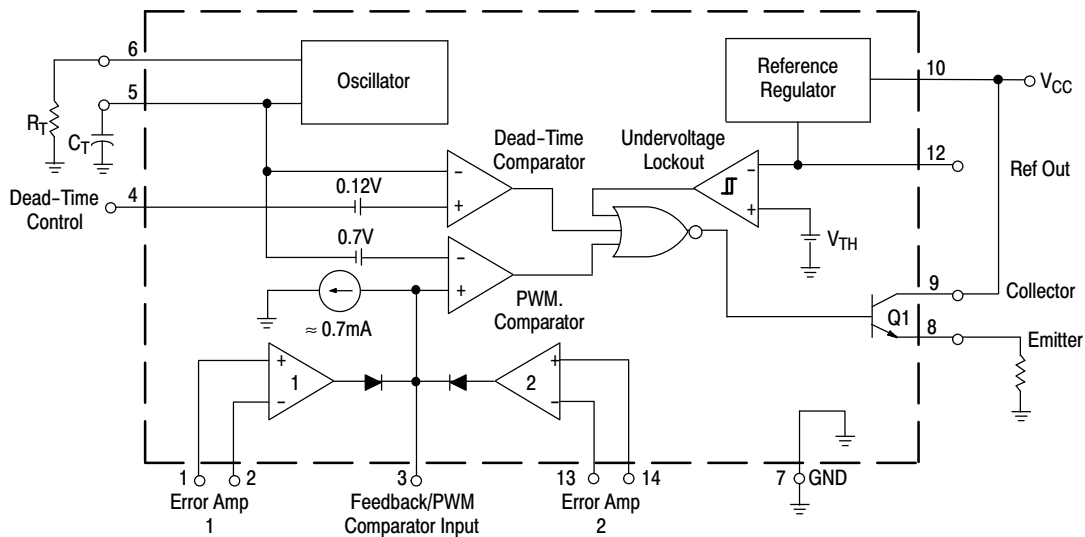 6
5
R_T
C_T
Oscillator
Reference
Regulator
10
V_CC
12
Ref Out
Dead–Time
Comparator
Undervoltage
Lockout
4
Dead–Time
Control
0.12V
–
+
0.7V
–
+
PWM.
Comparator
≈ 0.7mA
–
+
V_TH
9
Collector
Q1
8
Emitter
+
–
1
2
+
–
1
2
3
13
14
7
GND
Error Amp
1
Feedback/PWM
Comparator Input
Error Amp
2